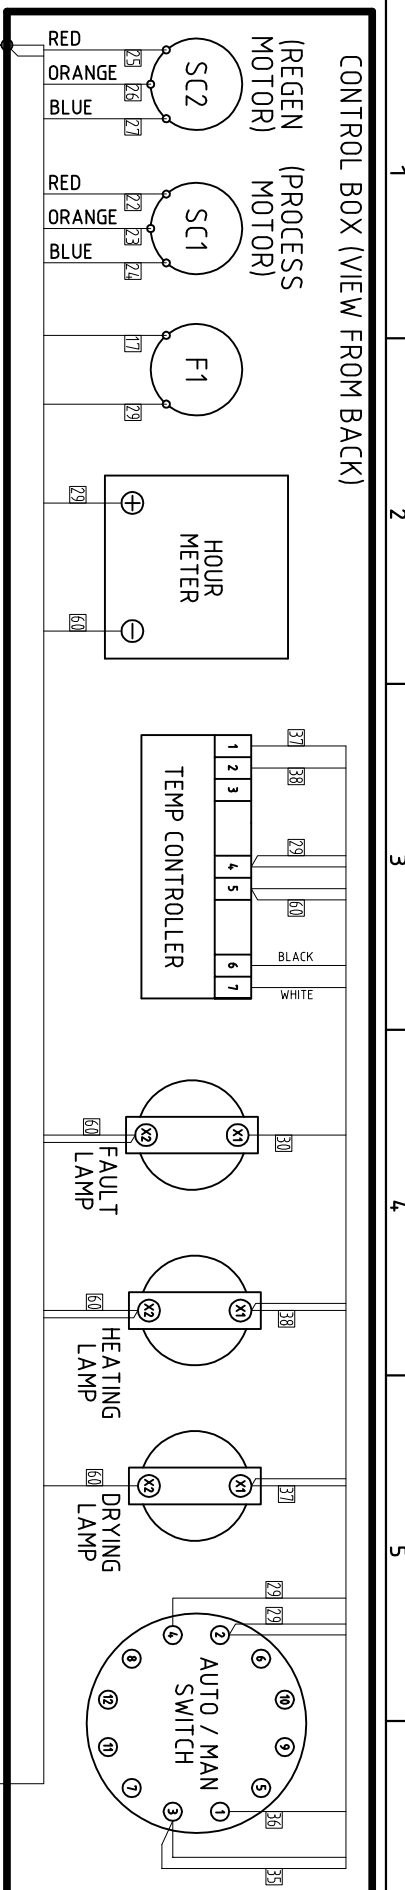 CONTROL BOX (VIEW FROM BACK)
1
2
3
4
5
(REGEN
MOTOR)
SC2
RED
25
ORANGE
26
BLUE
27
(PROCESS
MOTOR)
SC1
RED
22
ORANGE
23
BLUE
24
F1
17
29
HOUR
METER
+
29
−
60
TEMP CONTROLLER
1
2
3
4
5
6
7
37
38
29
60
BLACK
WHITE
X1
30
X2
60
FAULT
LAMP
X1
38
X2
60
HEATING
LAMP
X1
37
X2
60
DRYING
LAMP
29
29
AUTO / MAN
SWITCH
4
2
6
10
9
5
1
3
7
11
12
8
36
35